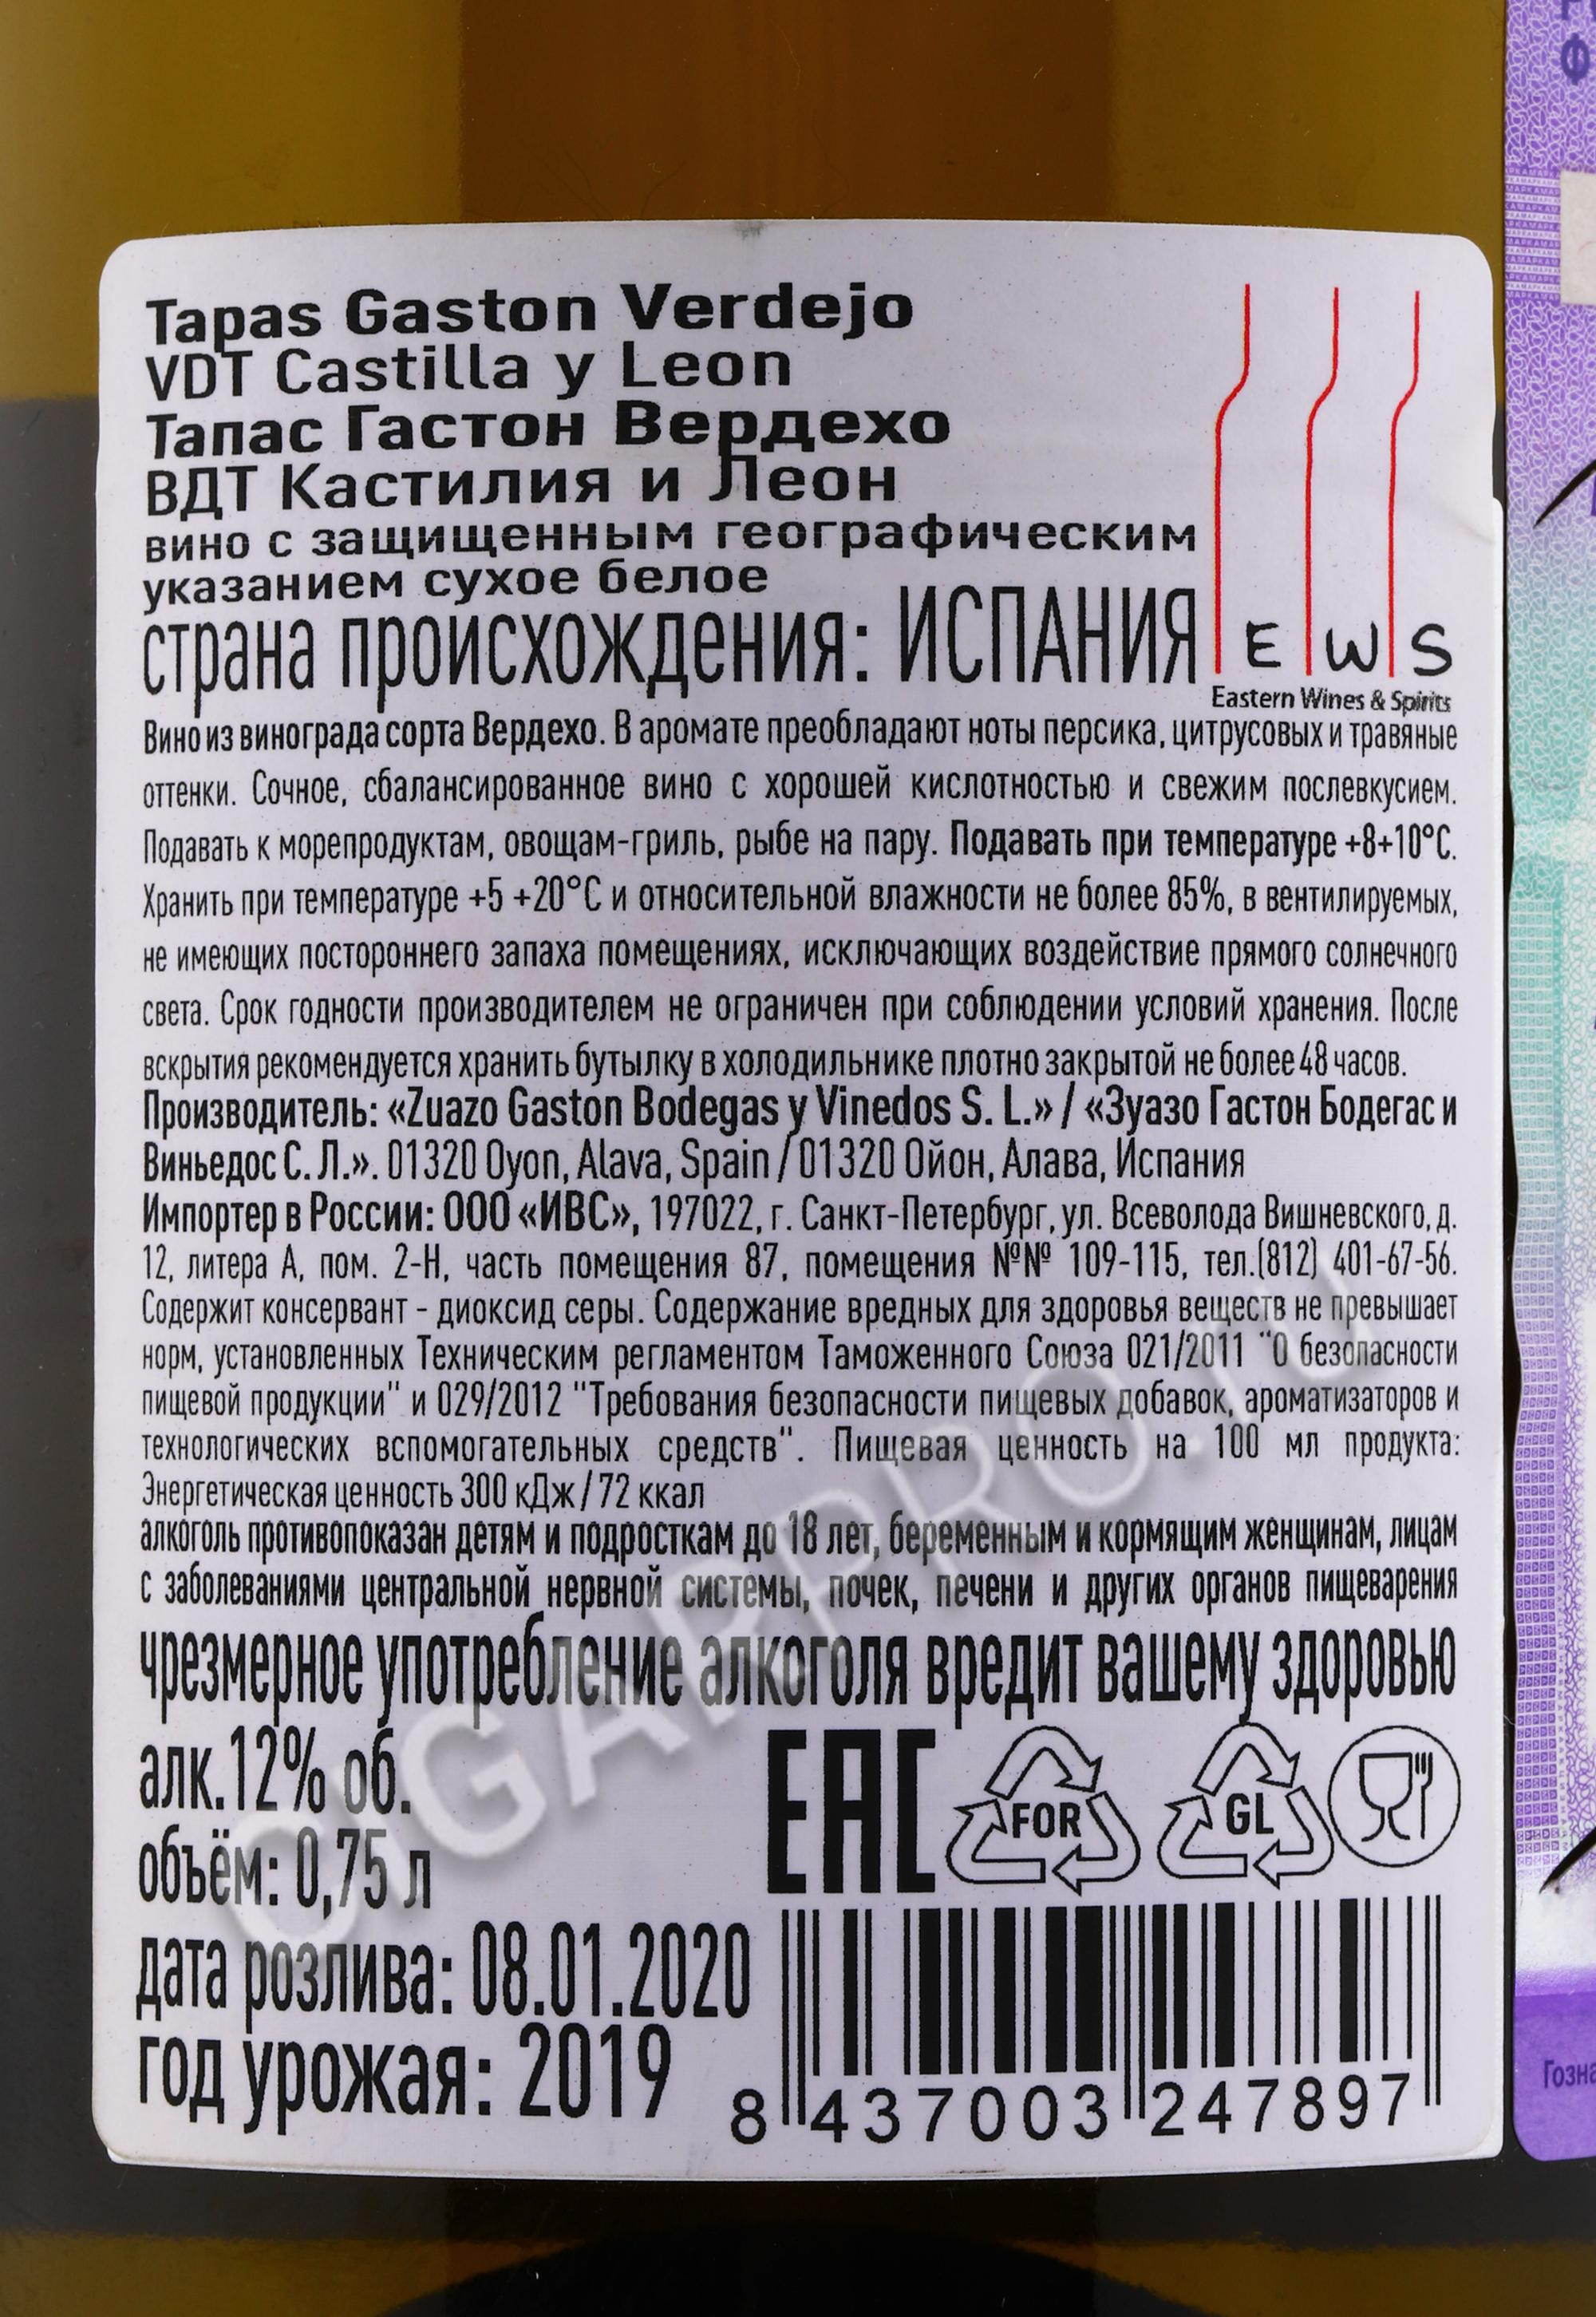 Tapas Gaston Verdejo
VDT Castilla y Leon
Тапас Гастон Вердехо
ВДТ Кастилия и Леон
вино с защищенным географическим
указанием сухое белое
страна происхождения: ИСПАНИЯ
E W S
Eastern Wines & Spirits
Вино из винограда сорта Вердехо. В аромате преобладают ноты персика, цитрусовых и травяные
оттенки. Сочное, сбалансированное вино с хорошей кислотностью и свежим послевкусием.
Подавать к морепродуктам, овощам-гриль, рыбе на пару. Подавать при температуре +8+10°С.
Хранить при температуре +5 +20°С и относительной влажности не более 85%, в вентилируемых,
не имеющих постороннего запаха помещениях, исключающих воздействие прямого солнечного
света. Срок годности производителем не ограничен при соблюдении условий хранения. После
вскрытия рекомендуется хранить бутылку в холодильнике плотно закрытой не более 48 часов.
Производитель: «Zuazo Gaston Bodegas y Vinedos S. L.» / «Зуазо Гастон Бодегас и
Виньедос С. Л.». 01320 Oyon, Alava, Spain / 01320 Ойон, Алава, Испания
Импортер в России: ООО «ИВС», 197022, г. Санкт-Петербург, ул. Всеволода Вишневского, д.
12, литера А, пом. 2-Н, часть помещения 87, помещения №№ 109-115, тел.(812) 401-67-56.
Содержит консервант - диоксид серы. Содержание вредных для здоровья веществ не превышает
норм, установленных Техническим регламентом Таможенного Союза 021/2011 "О безопасности
пищевой продукции" и 029/2012 "Требования безопасности пищевых добавок, ароматизаторов и
технологических вспомогательных средств". Пищевая ценность на 100 мл продукта:
Энергетическая ценность 300 кДж / 72 ккал
алкоголь противопоказан детям и подросткам до 18 лет, беременным и кормящим женщинам, лицам
с заболеваниями центральной нервной системы, почек, печени и других органов пищеварения
чрезмерное употребление алкоголя вредит вашему здоровью
алк.12% об.
объём: 0,75 л
дата розлива: 08.01.2020
год урожая: 2019
EAC
FOR
GL
8 437003 247897
CIGARPRO.ru